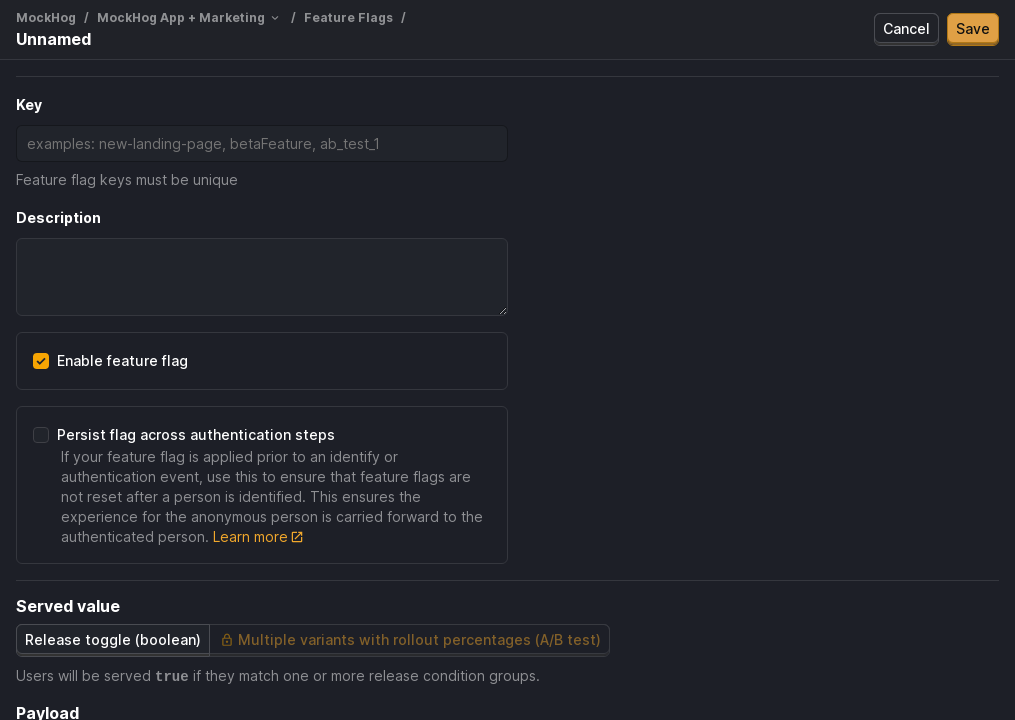 MockHog / MockHog App + Marketing / Feature Flags /
Unnamed
Cancel
Save
Key
examples: new-landing-page, betaFeature, ab_test_1
Feature flag keys must be unique
Description
Enable feature flag
Persist flag across authentication steps
If your feature flag is applied prior to an identify or
authentication event, use this to ensure that feature flags are
not reset after a person is identified. This ensures the
experience for the anonymous person is carried forward to the
authenticated person. Learn more
Served value
Release toggle (boolean)
Multiple variants with rollout percentages (A/B test)
Users will be served true if they match one or more release condition groups.
Payload